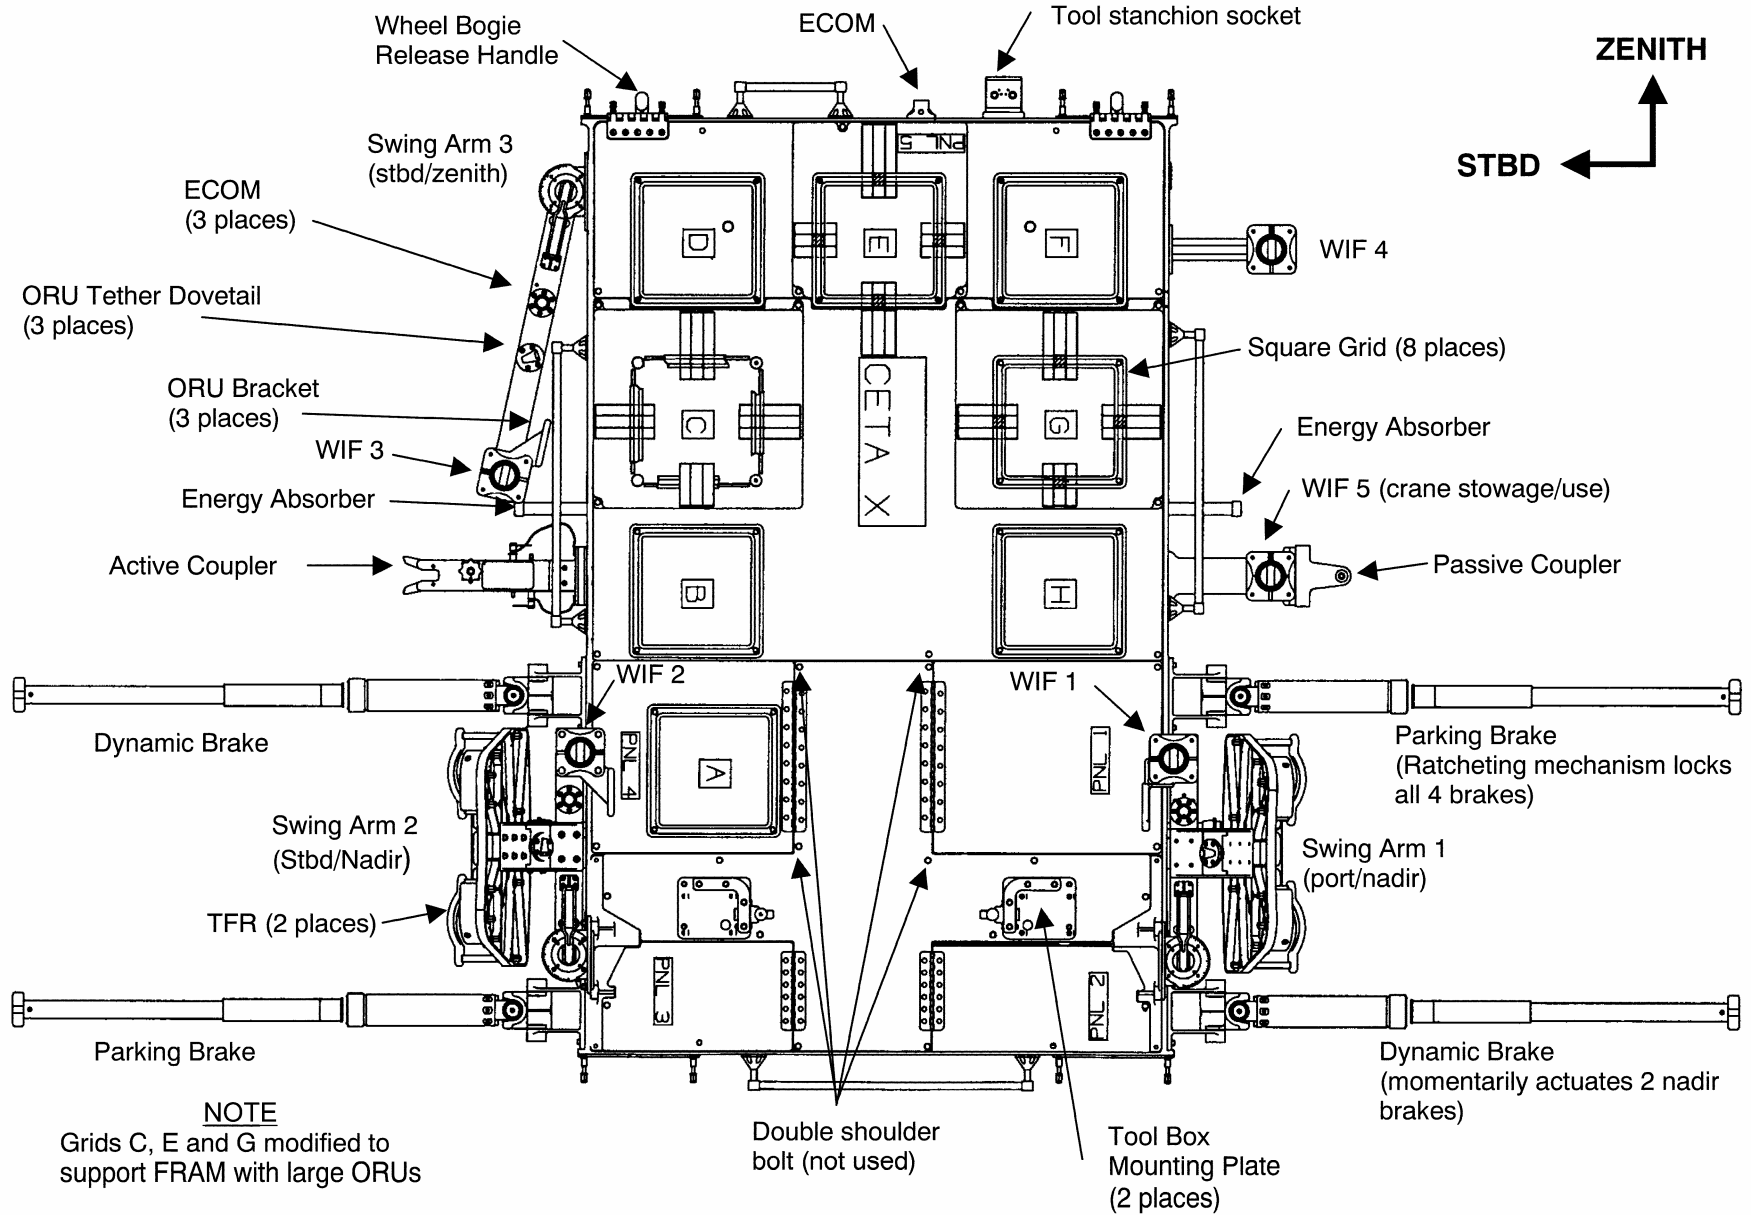 Wheel Bogie
Release Handle
ECOM
Tool stanchion socket
ZENITH
STBD
Swing Arm 3
(stbd/zenith)
PNL 5
ECOM
(3 places)
D
E
F
WIF 4
ORU Tether Dovetail
(3 places)
Square Grid (8 places)
ORU Bracket
(3 places)
CETA X
C
G
Energy Absorber
WIF 3
WIF 5 (crane stowage/use)
Energy Absorber
Active Coupler
B
H
Passive Coupler
WIF 2
WIF 1
Dynamic Brake
Parking Brake
(Ratcheting mechanism locks
all 4 brakes)
PNL 4
A
PNL 1
Swing Arm 2
(Stbd/Nadir)
Swing Arm 1
(port/nadir)
TFR (2 places)
PNL 3
PNL 2
Parking Brake
Dynamic Brake
(momentarily actuates 2 nadir
brakes)
NOTE
Grids C, E and G modified to
support FRAM with large ORUs
Double shoulder
bolt (not used)
Tool Box
Mounting Plate
(2 places)